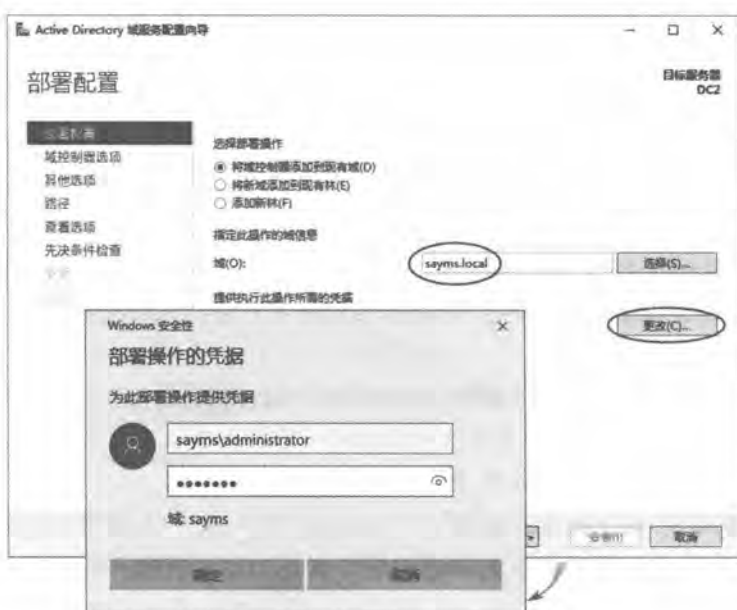 Active Directory 域服务配置向导
部署配置
目标服务器
DC2
部署配置
域控制器选项
其他选项
路径
查看选项
先决条件检查
选择部署操作
将域控制器添加到现有域(D)
将新域添加到现有林(E)
添加新林(F)
指定此操作的域信息
域(O):
sayms.local
选择(S)...
提供执行此操作所需的凭据
更改(C)...
Windows 安全性
部署操作的凭据
为此部署操作提供凭据
sayms\administrator
域: sayms
确定
取消
安装(I)
取消